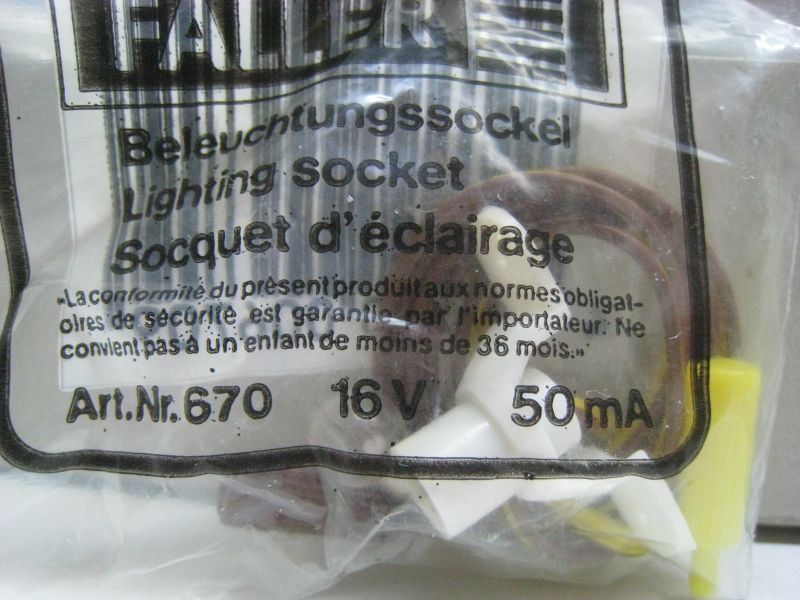 FALLER
Beleuchtungssockel
Lighting socket
Socquet d'éclairage
«La conformité du présent produit aux normes obligat-
oires de sécurité est garantie par l'importateur. Ne
convient pas à un enfant de moins de 36 mois.»
Art.Nr.670 16 V 50 mA